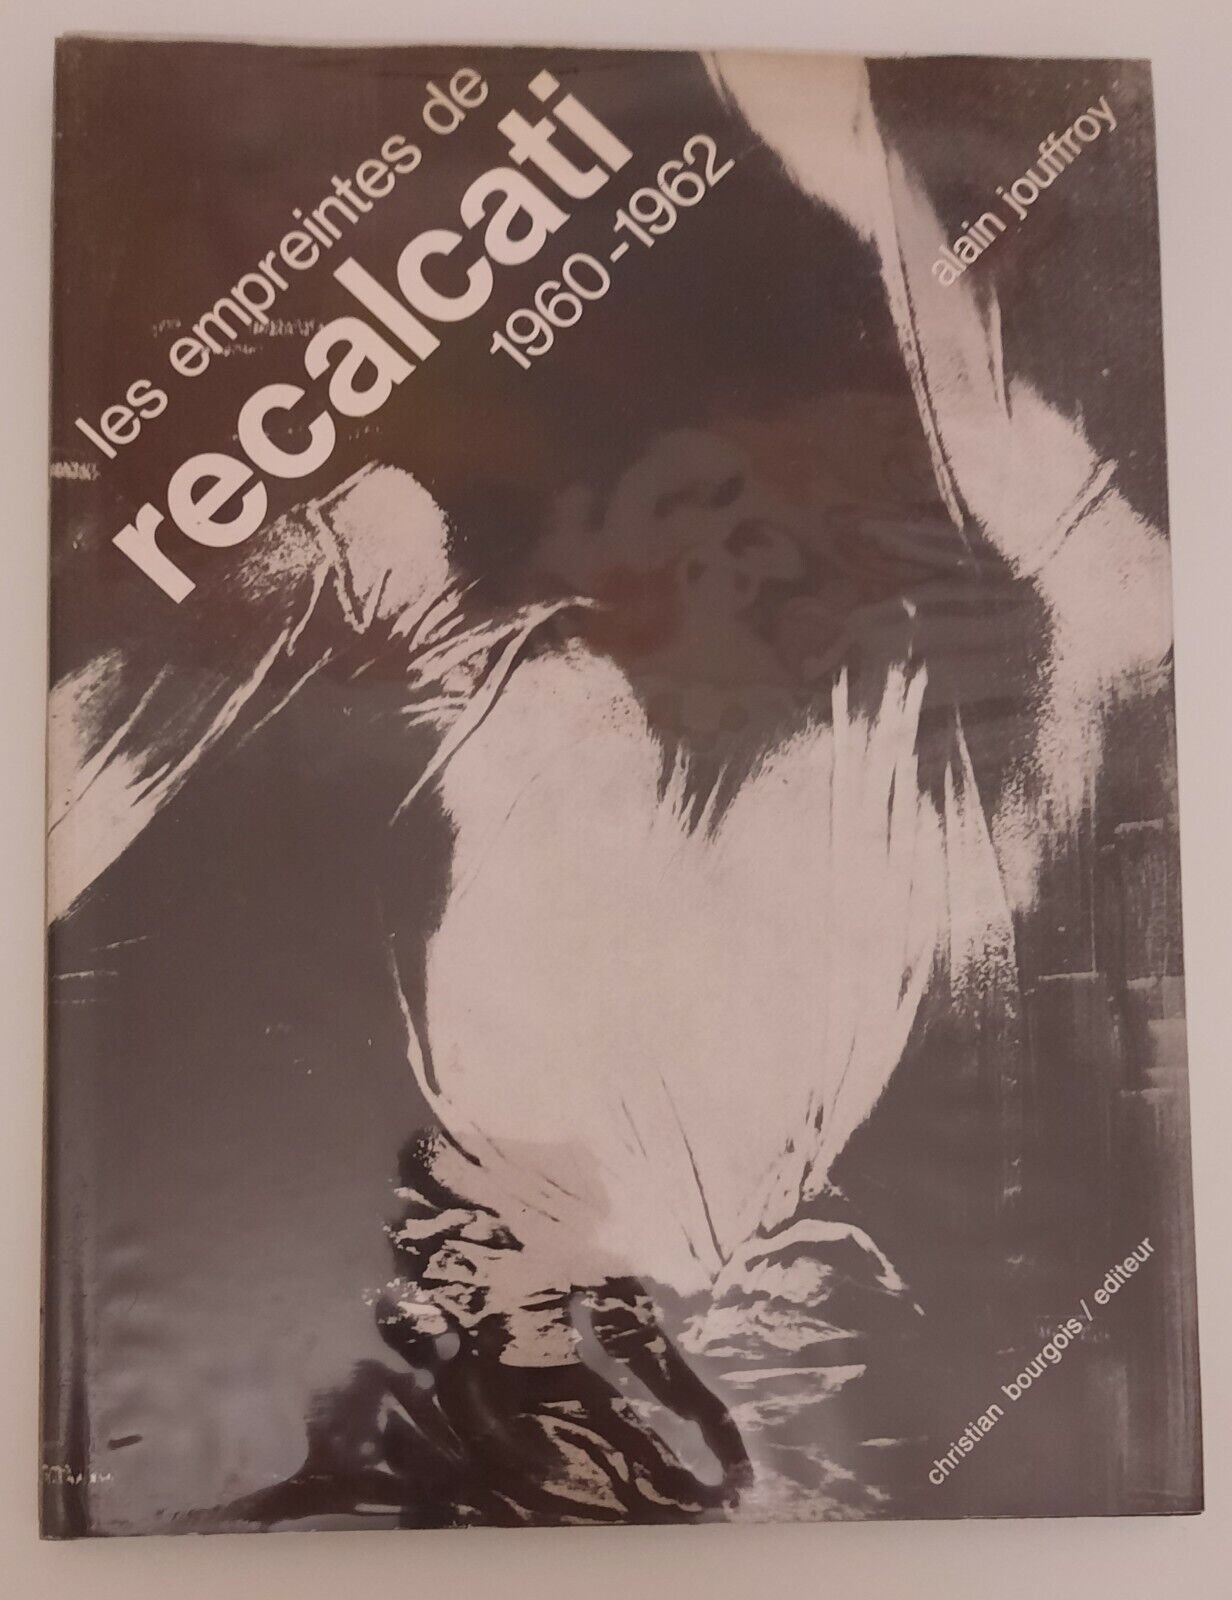 les empreintes de
recalcati
1960-1962
alain jouffroy
christian bourgois / editeur